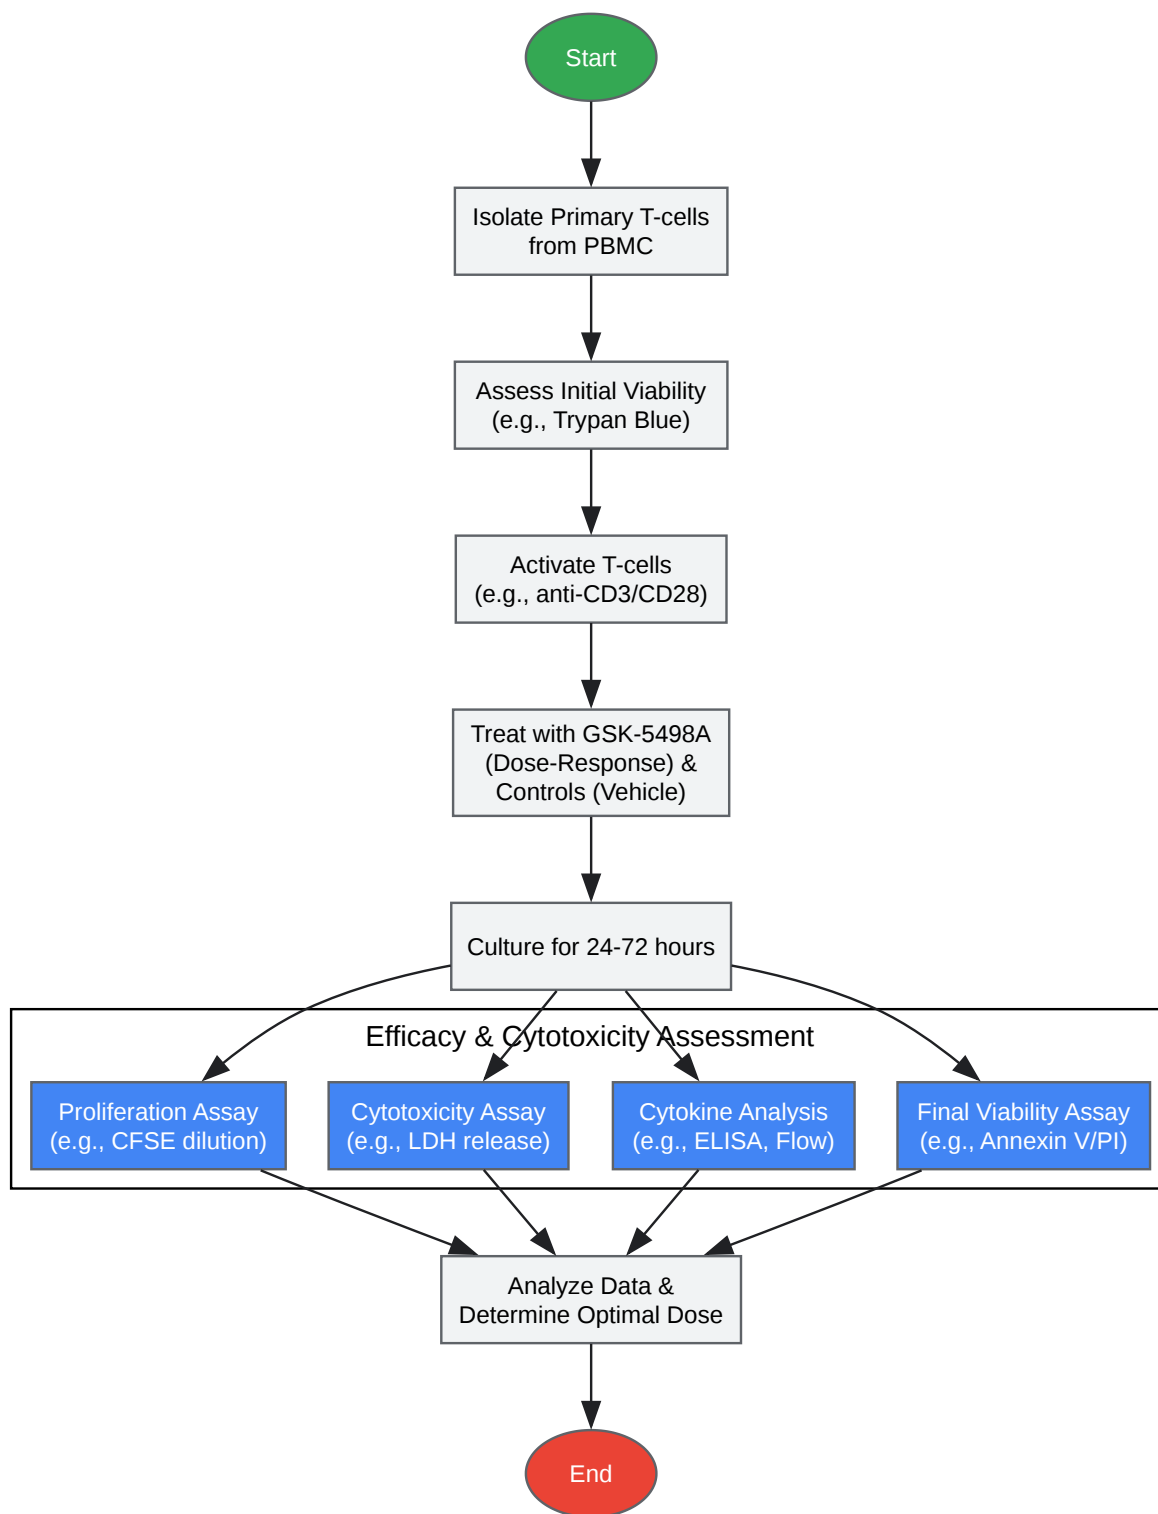 Start
Isolate Primary T-cells
from PBMC
Assess Initial Viability
(e.g., Trypan Blue)
Activate T-cells
(e.g., anti-CD3/CD28)
Treat with GSK-5498A
(Dose-Response) &
Controls (Vehicle)
Culture for 24-72 hours
Efficacy & Cytotoxicity Assessment
Proliferation Assay
(e.g., CFSE dilution)
Cytotoxicity Assay
(e.g., LDH release)
Cytokine Analysis
(e.g., ELISA, Flow)
Final Viability Assay
(e.g., Annexin V/PI)
Analyze Data &
Determine Optimal Dose
End